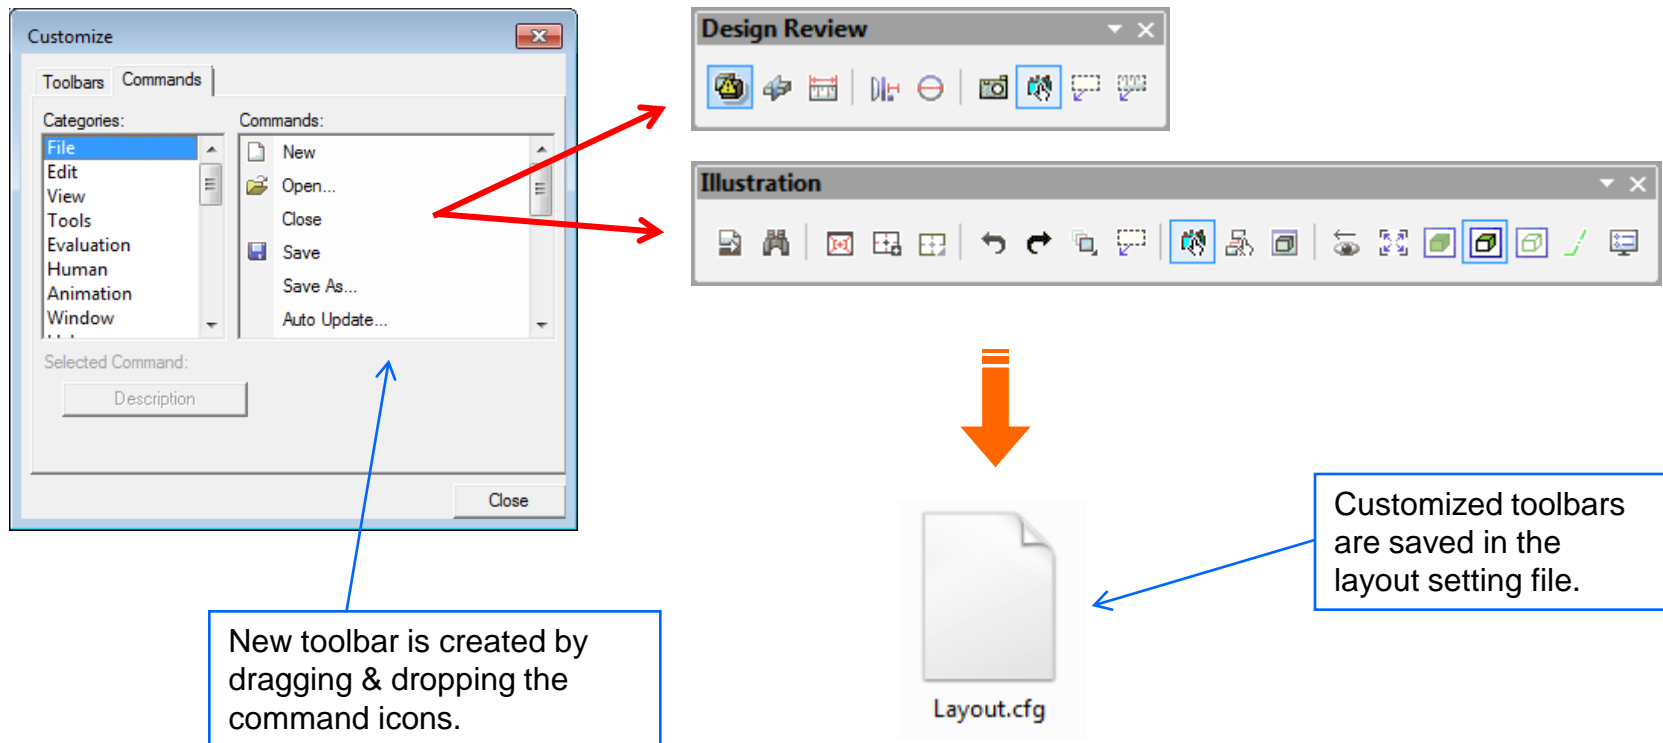 Customize
Toolbars Commands
Categories:
File
Edit
View
Tools
Evaluation
Human
Animation
Window
Commands:
New
Open...
Close
Save
Save As...
Auto Update...
Selected Command:
Description
Close
Design Review
Illustration
New toolbar is created by
dragging & dropping the
command icons.
Layout.cfg
Customized toolbars
are saved in the
layout setting file.